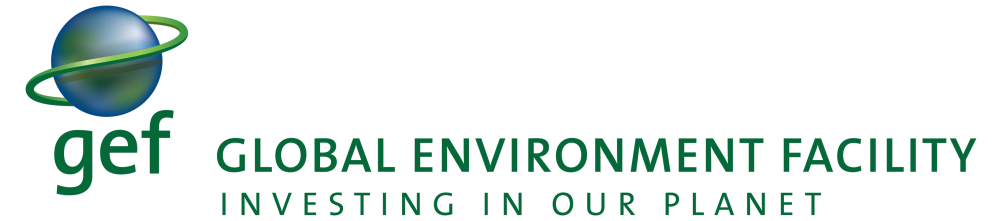 gef
GLOBAL ENVIRONMENT FACILITY
INVESTING IN OUR PLANET